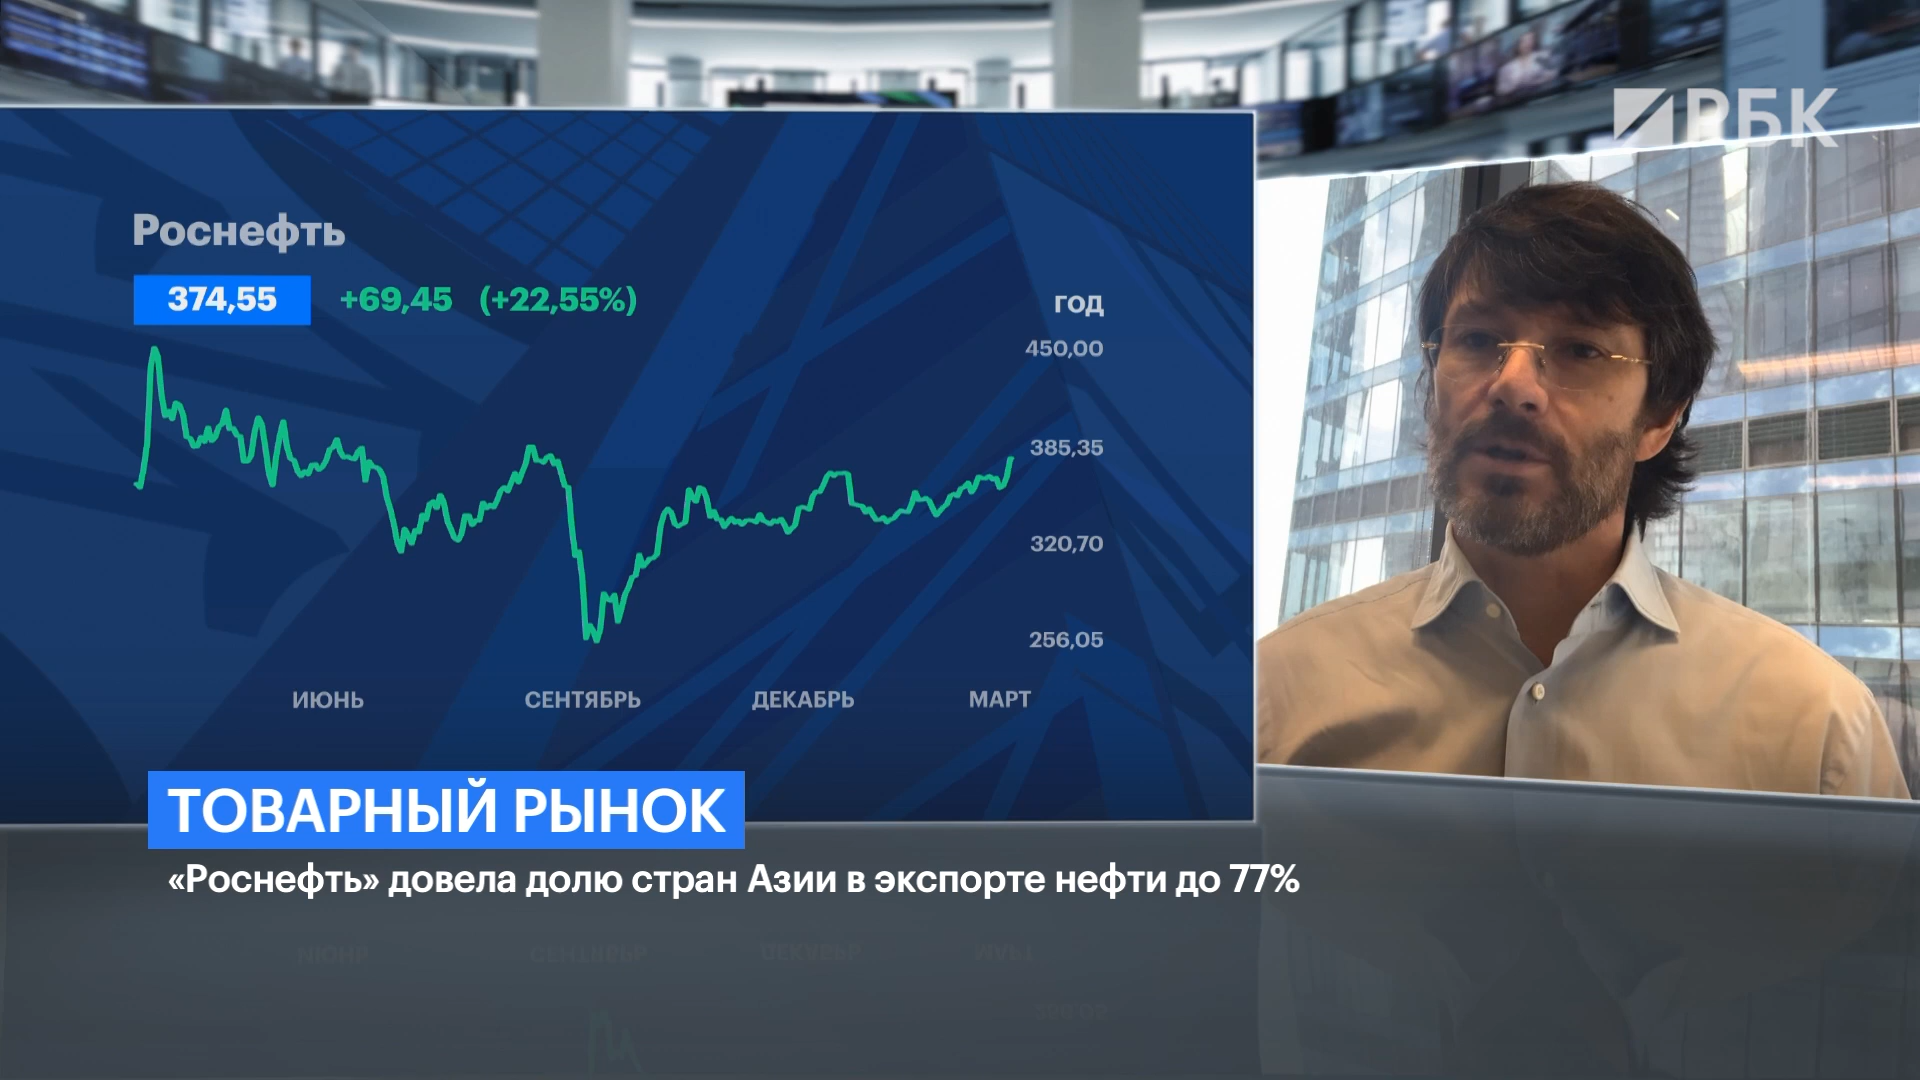 РБК
Роснефть
374,55 +69,45 (+22,55%)
ГОД
450,00
385,35
320,70
256,05
ИЮНЬ СЕНТЯБРЬ ДЕКАБРЬ МАРТ
ТОВАРНЫЙ РЫНОК
«Роснефть» довела долю стран Азии в экспорте нефти до 77%